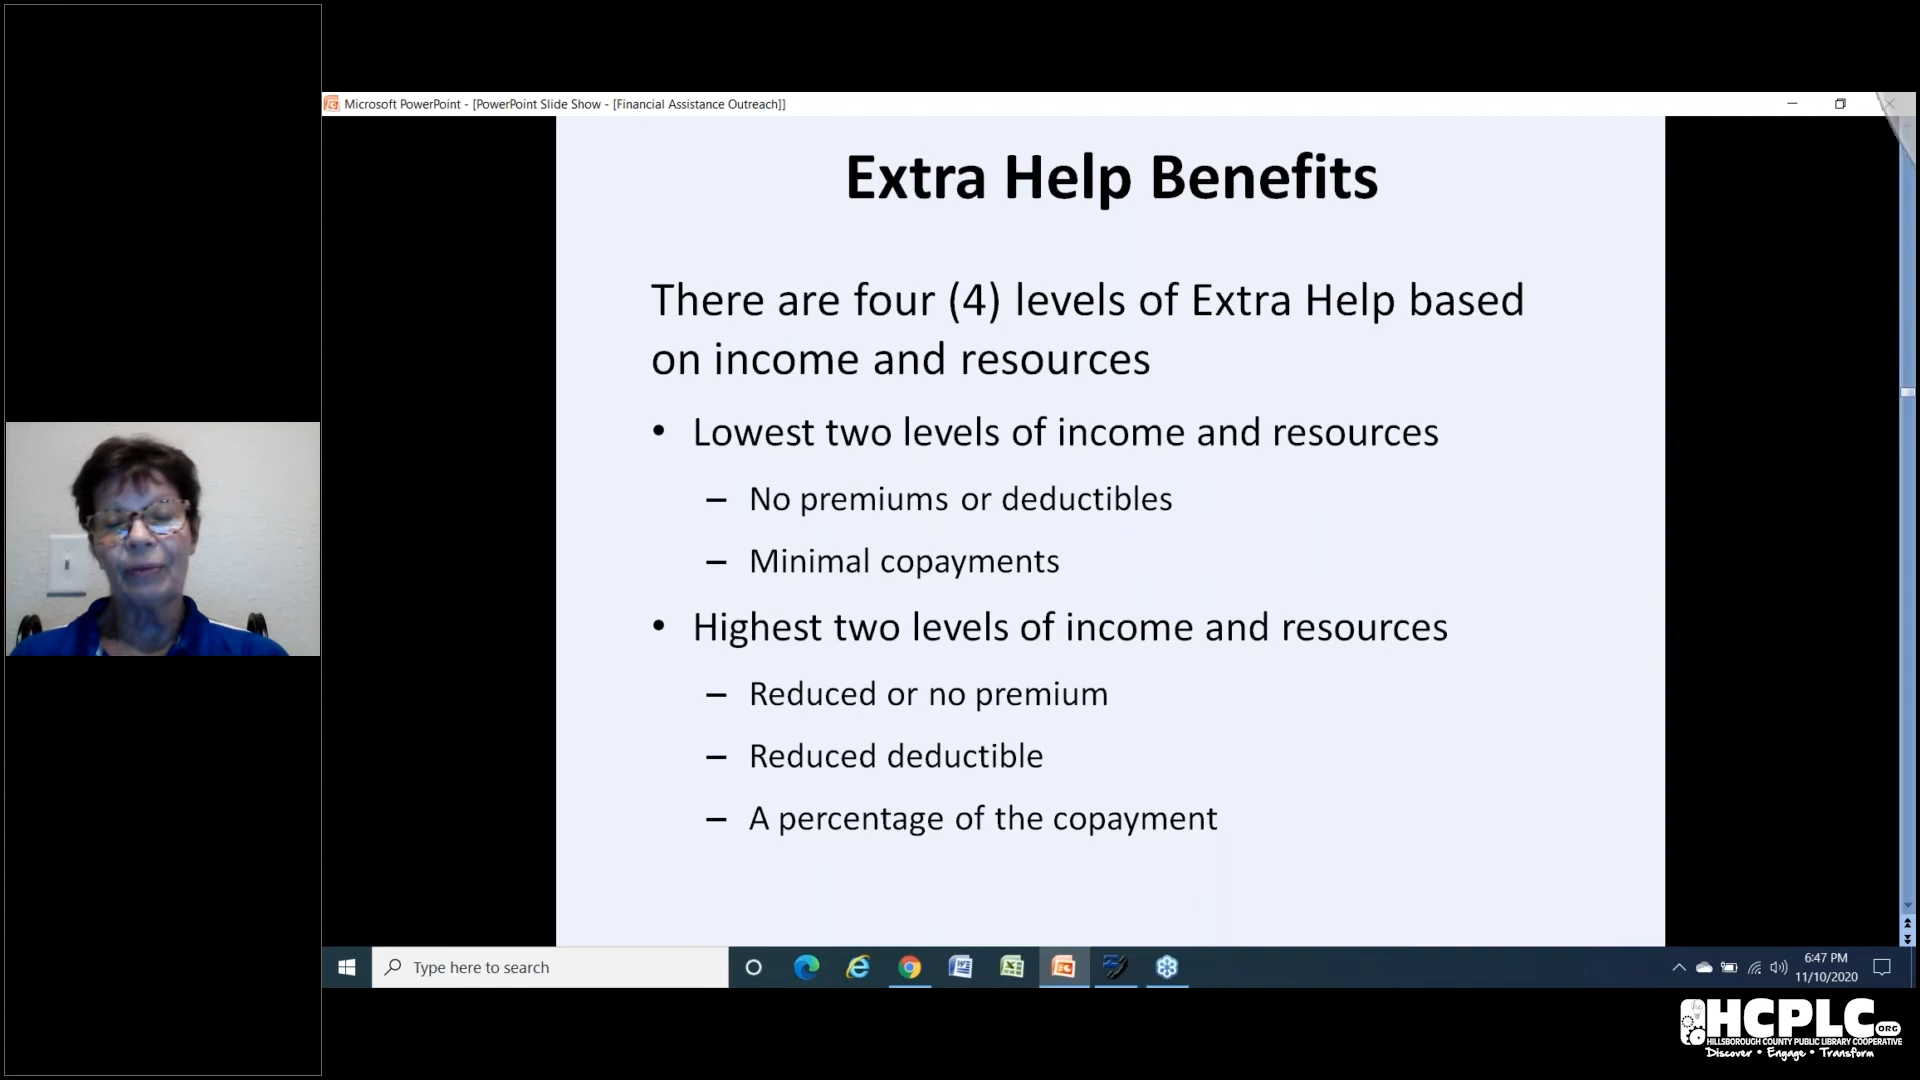 Microsoft PowerPoint - [PowerPoint Slide Show - [Financial Assistance Outreach]]
Extra Help Benefits
There are four (4) levels of Extra Help based
on income and resources
• Lowest two levels of income and resources
– No premiums or deductibles
– Minimal copayments
• Highest two levels of income and resources
– Reduced or no premium
– Reduced deductible
– A percentage of the copayment
Type here to search
6:47 PM
11/10/2020
HCPLC.ORG
HILLSBOROUGH COUNTY PUBLIC LIBRARY COOPERATIVE
Discover • Engage • Transform